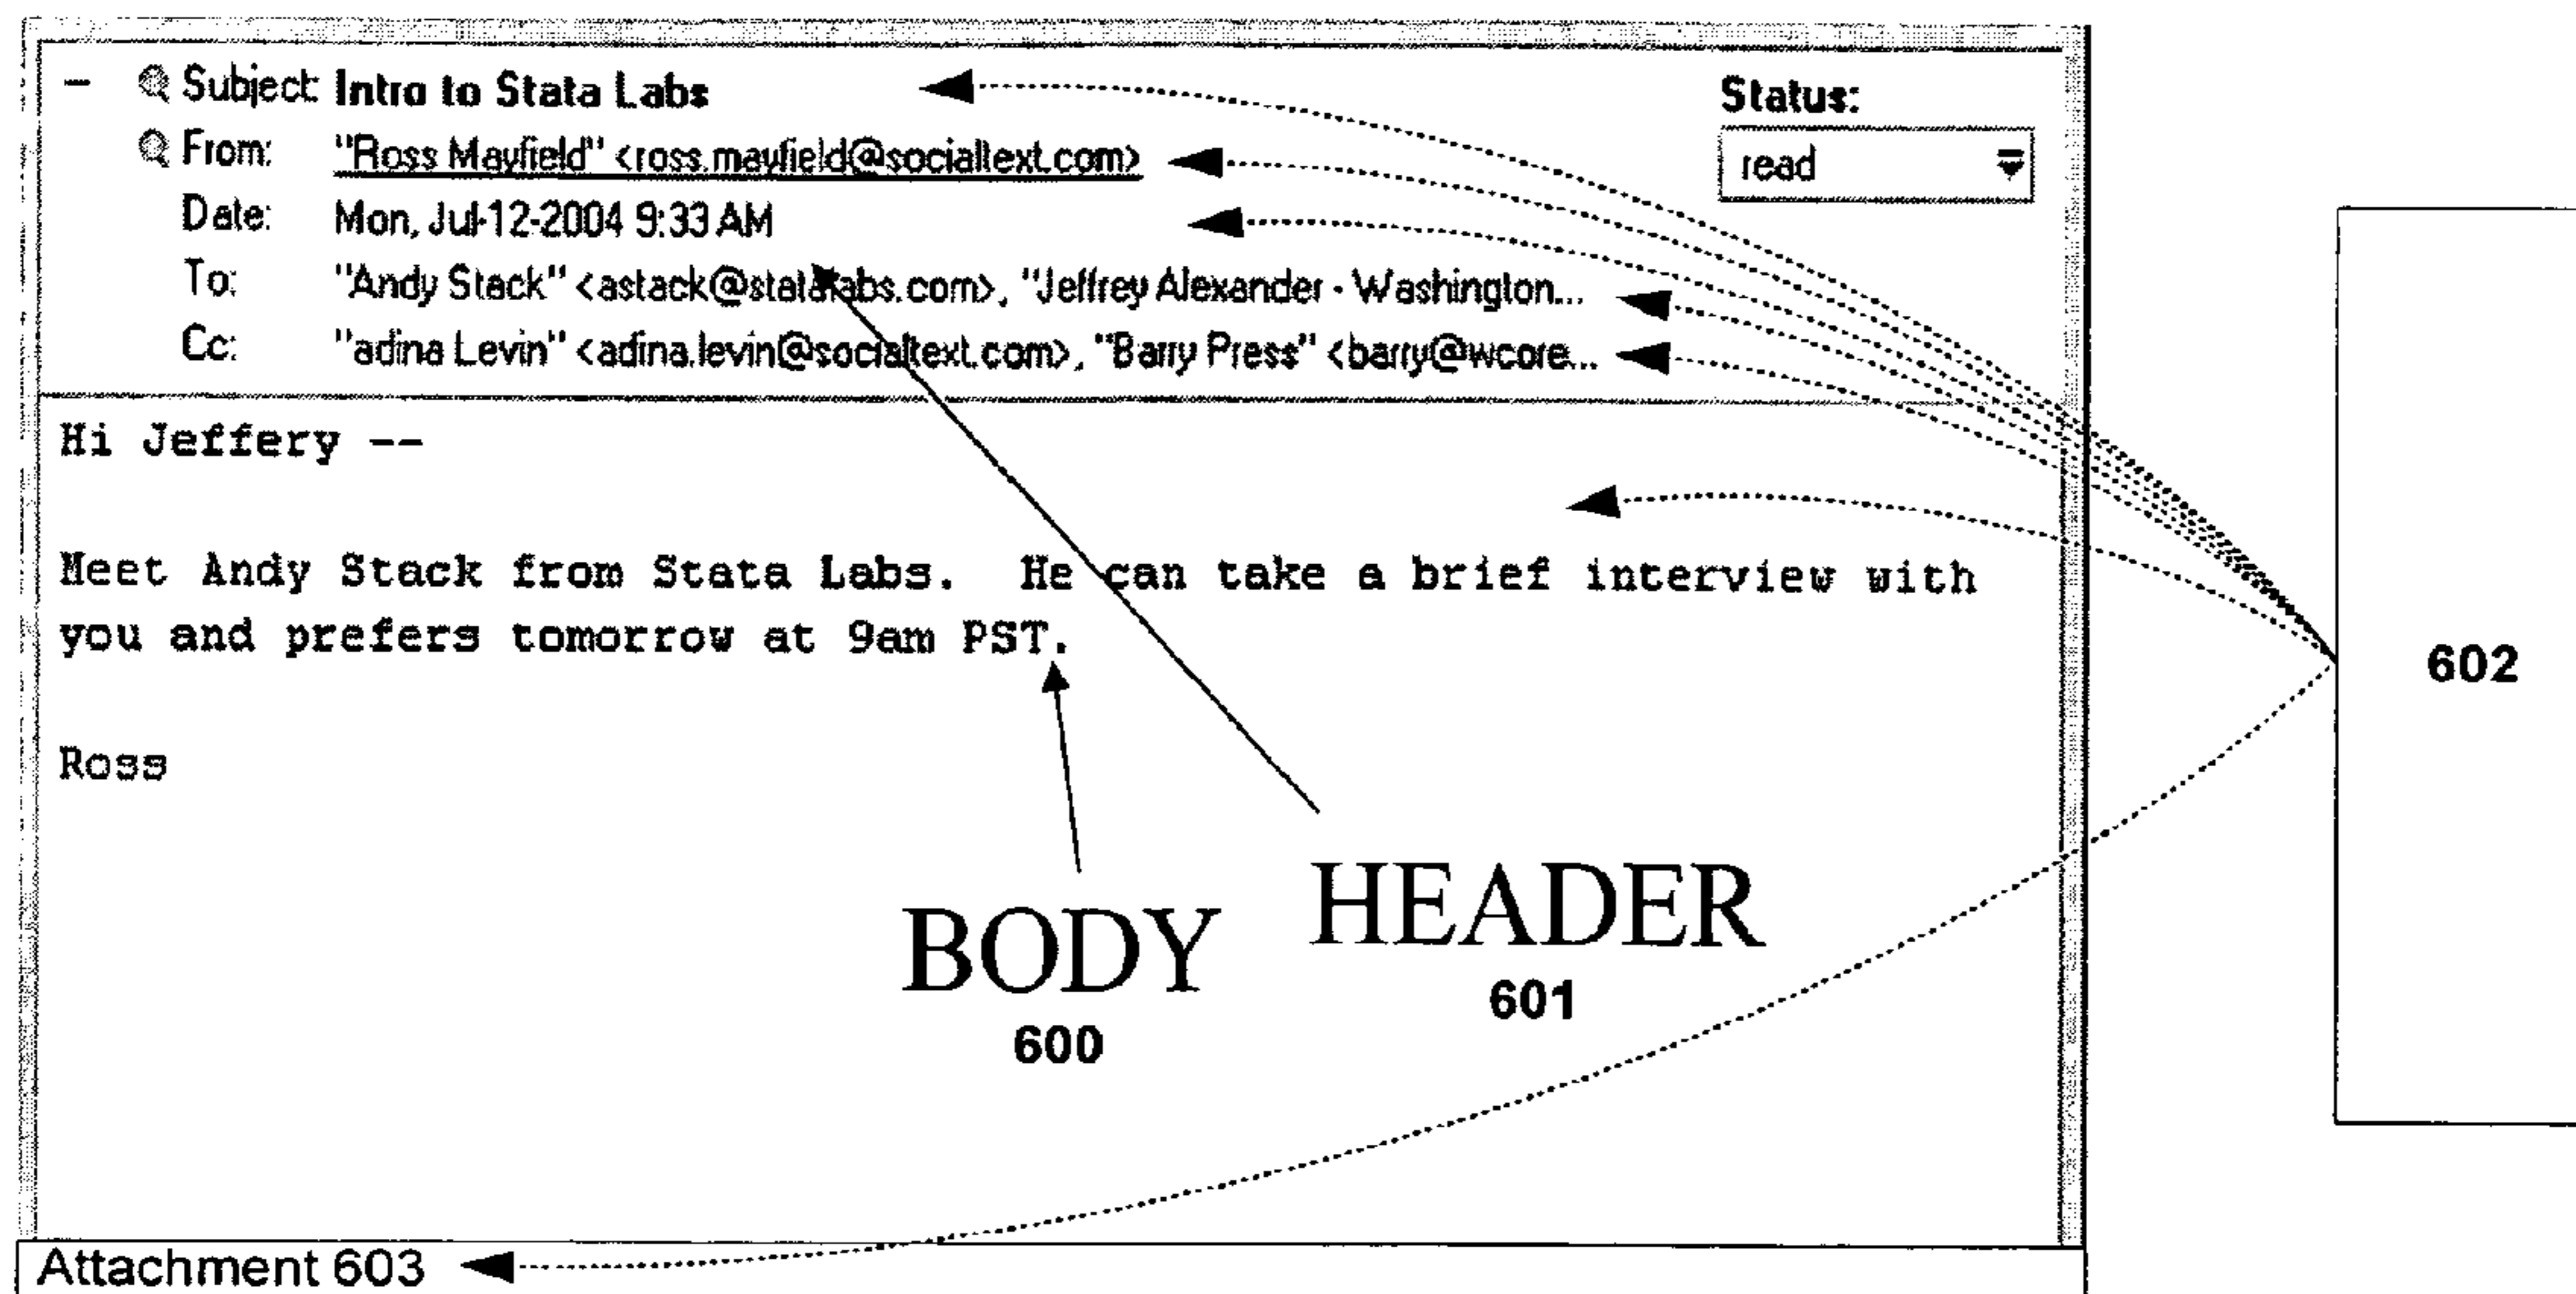 – Subject: Intro to Stata Labs
Status:
From: "Ross Mayfield" <ross.mayfield@socialtext.com>
read
Date: Mon, Jul-12-2004 9:33 AM
To: "Andy Stack" <astack@statalabs.com>, "Jeffrey Alexander - Washington...
Cc: "adina Levin" <adina.levin@socialtext.com>, "Barry Press" <barry@wcore...
Hi Jeffery --
Meet Andy Stack from Stata Labs. He can take a brief interview with
you and prefers tomorrow at 9am PST.
Ross
602
BODY
600
HEADER
601
Attachment 603